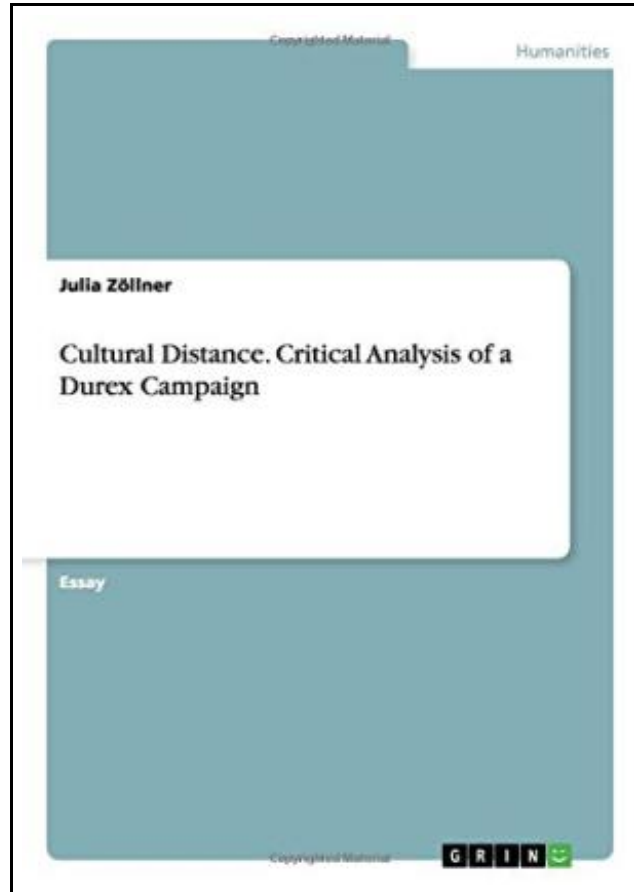 Copyrighted Material
Humanities
Julia Zöllner
Cultural Distance. Critical Analysis of a
Durex Campaign
Essay
Copyrighted Material
GRIN